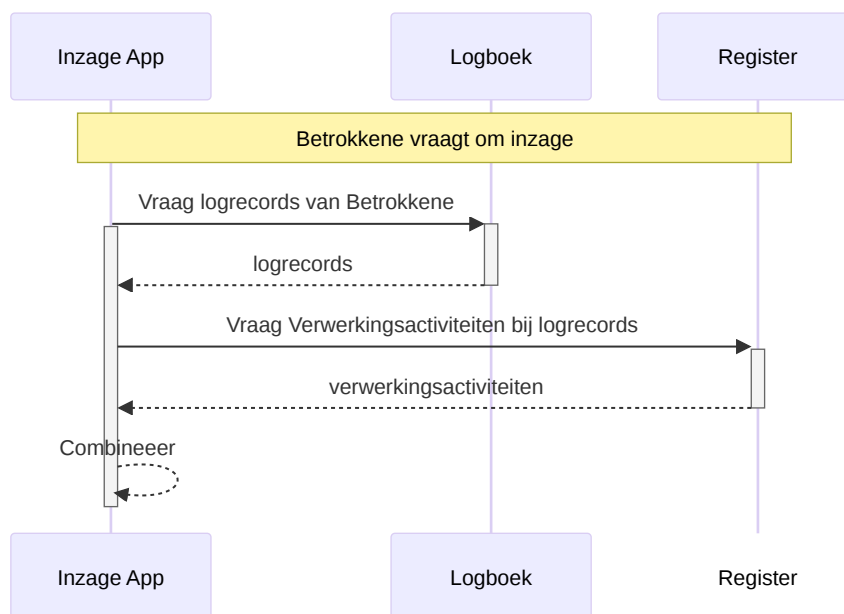 Inzage App
Logboek
Register
Betrokkene vraagt om inzage
Vraag logrecords van Betrokkene
logrecords
Vraag Verwerkingsactiviteiten bij logrecords
verwerkingsactiviteiten
Combineeer
Inzage App
Logboek
Register